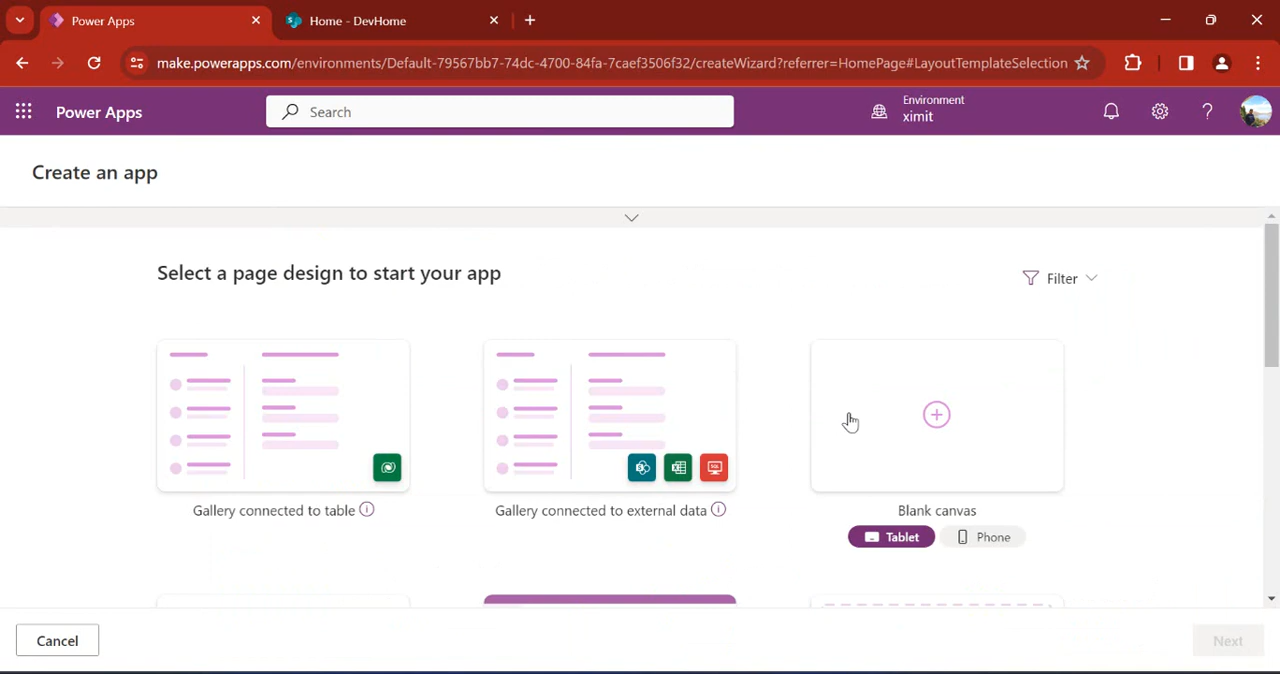 Power Apps
Home - DevHome
make.powerapps.com/environments/Default-79567bb7-74dc-4700-84fa-7caef3506f32/createWizard?referrer=HomePage#LayoutTemplateSelection
Power Apps
Search
Environment
ximit
Create an app
Select a page design to start your app
Filter
Gallery connected to table
Gallery connected to external data
Blank canvas
Tablet
Phone
Cancel
Next